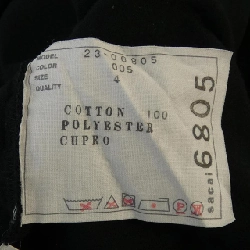 MODEL 23-00805
COLOR 005
SIZE 4
QUALITY
COTTON 100
POLYESTER
CUPRO
sacai 6805